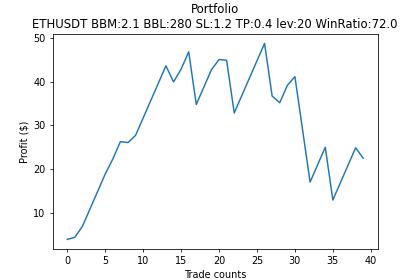 Portfolio
ETHUSDT BBM:2.1 BBL:280 SL:1.2 TP:0.4 lev:20 WinRatio:72.0
50
40
30
20
10
Profit ($)
0 5 10 15 20 25 30 35 40
Trade counts